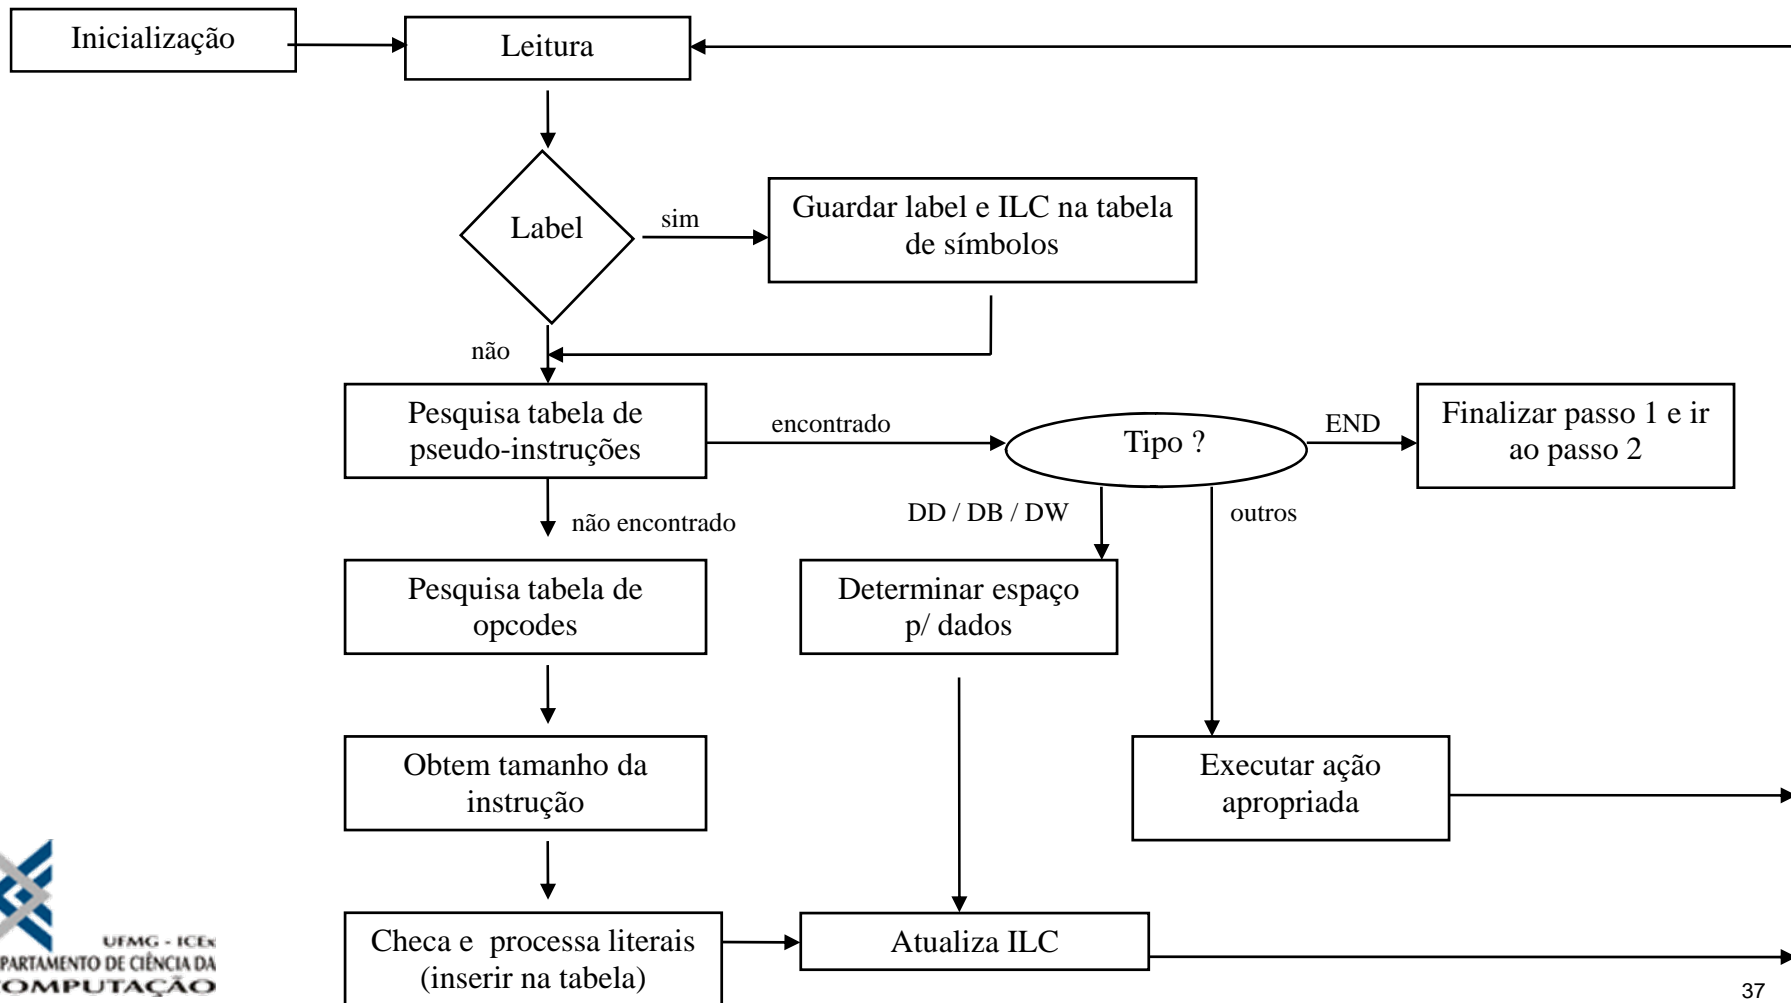 Inicialização
Leitura
Label
sim
Guardar label e ILC na tabela
de símbolos
não
Pesquisa tabela de
pseudo-instruções
encontrado
Tipo ?
END
Finalizar passo 1 e ir
ao passo 2
não encontrado
DD / DB / DW
outros
Pesquisa tabela de
opcodes
Determinar espaço
p/ dados
Obtem tamanho da
instrução
Executar ação
apropriada
Checa e processa literais
(inserir na tabela)
Atualiza ILC
UFMG - ICEx
PARTAMENTO DE CIÊNCIA DA
OMPUTAÇÃO
37